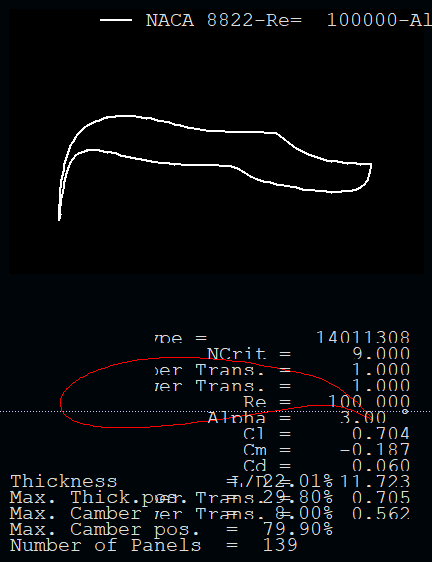 NACA 8822-Re= 100000-Al
ype = 14011308
NCrit = 9.000
per Trans. = 1.000
wer Trans. = 1.000
Re = 100 000
Alpha = 3.00 °
Cl = 0.704
Cm = -0.187
Cd = 0.060
L/D = 11.723
Thickness = 22.01%
Max. Thick.pos. = 29.80%
per Trans. = 0.705
Max. Camber = 8.00%
wer Trans. = 0.562
Max. Camber pos. = 79.90%
Number of Panels = 139